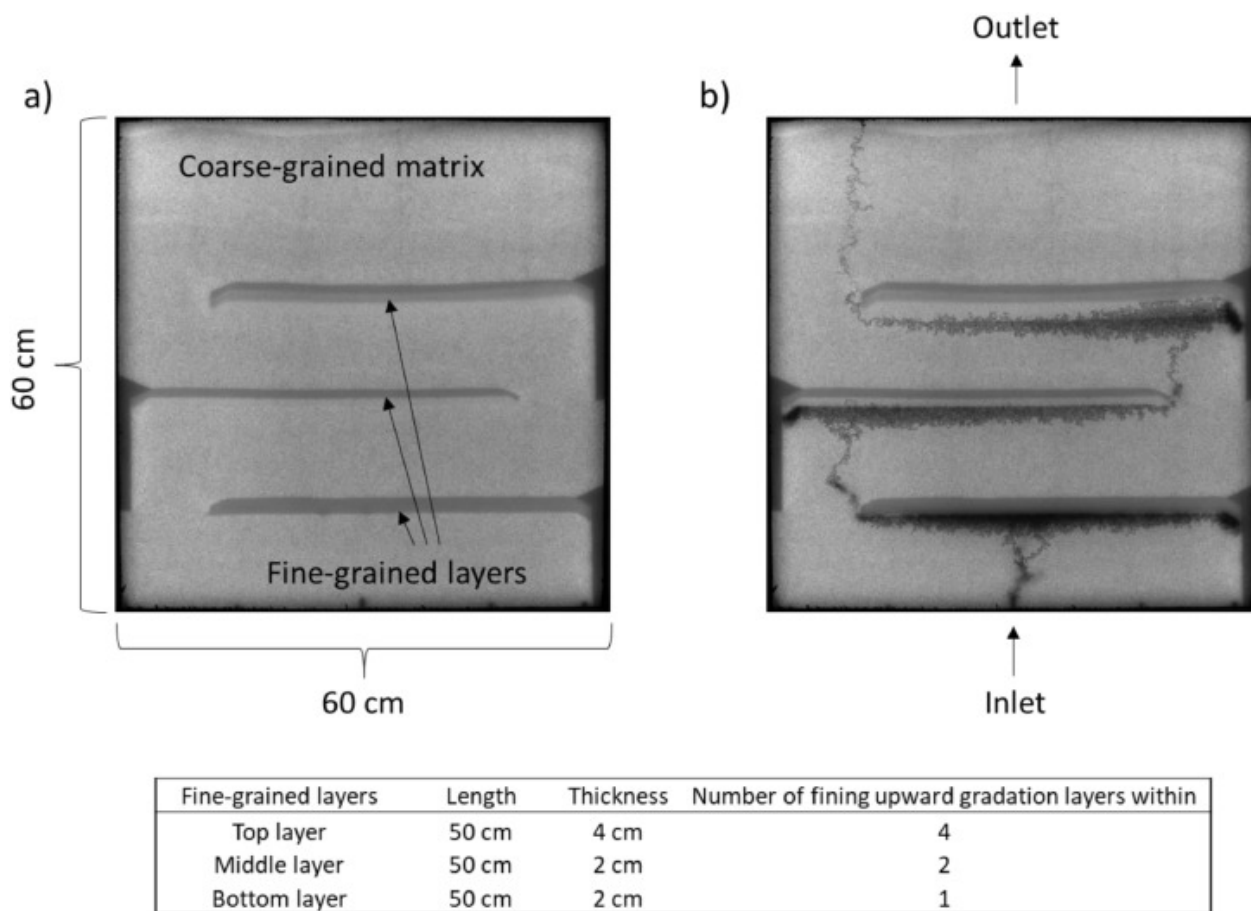 Outlet
a)
b)
Coarse-grained matrix
60 cm
Fine-grained layers
60 cm
Inlet
Fine-grained layers Length Thickness Number of fining upward gradation layers within
Top layer 50 cm 4 cm 4
Middle layer 50 cm 2 cm 2
Bottom layer 50 cm 2 cm 1